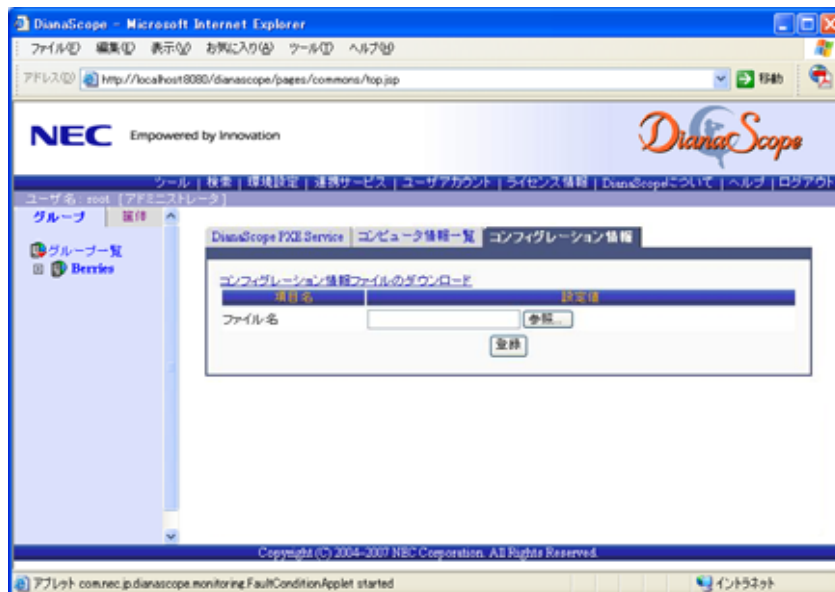 DianaScope - Microsoft Internet Explorer
ファイル(F) 編集(E) 表示(V) お気に入り(A) ツール(T) ヘルプ(H)
アドレス(D) http://localhost:8080/dianascope/pages/commons/top.jsp 移動
NEC Empowered by Innovation DianaScope
ツール | 検索 | 環境設定 | 連携サービス | ユーザアカウント | ライセンス情報 | DianaScopeについて | ヘルプ | ログアウト
ユーザ名 : root [アドミニストレータ]
グループ 筐体
DianaScope PXE Service コンピュータ情報一覧 コンフィグレーション情報
グループ一覧
Berries
コンフィグレーション情報ファイルのダウンロード
項目名 設定値
ファイル名 参照...
登録
Copyright (C) 2004-2007 NEC Corporation. All Rights Reserved.
アプレット com.nec.jp.dianascope.monitoring.FaultConditionApplet started イントラネット